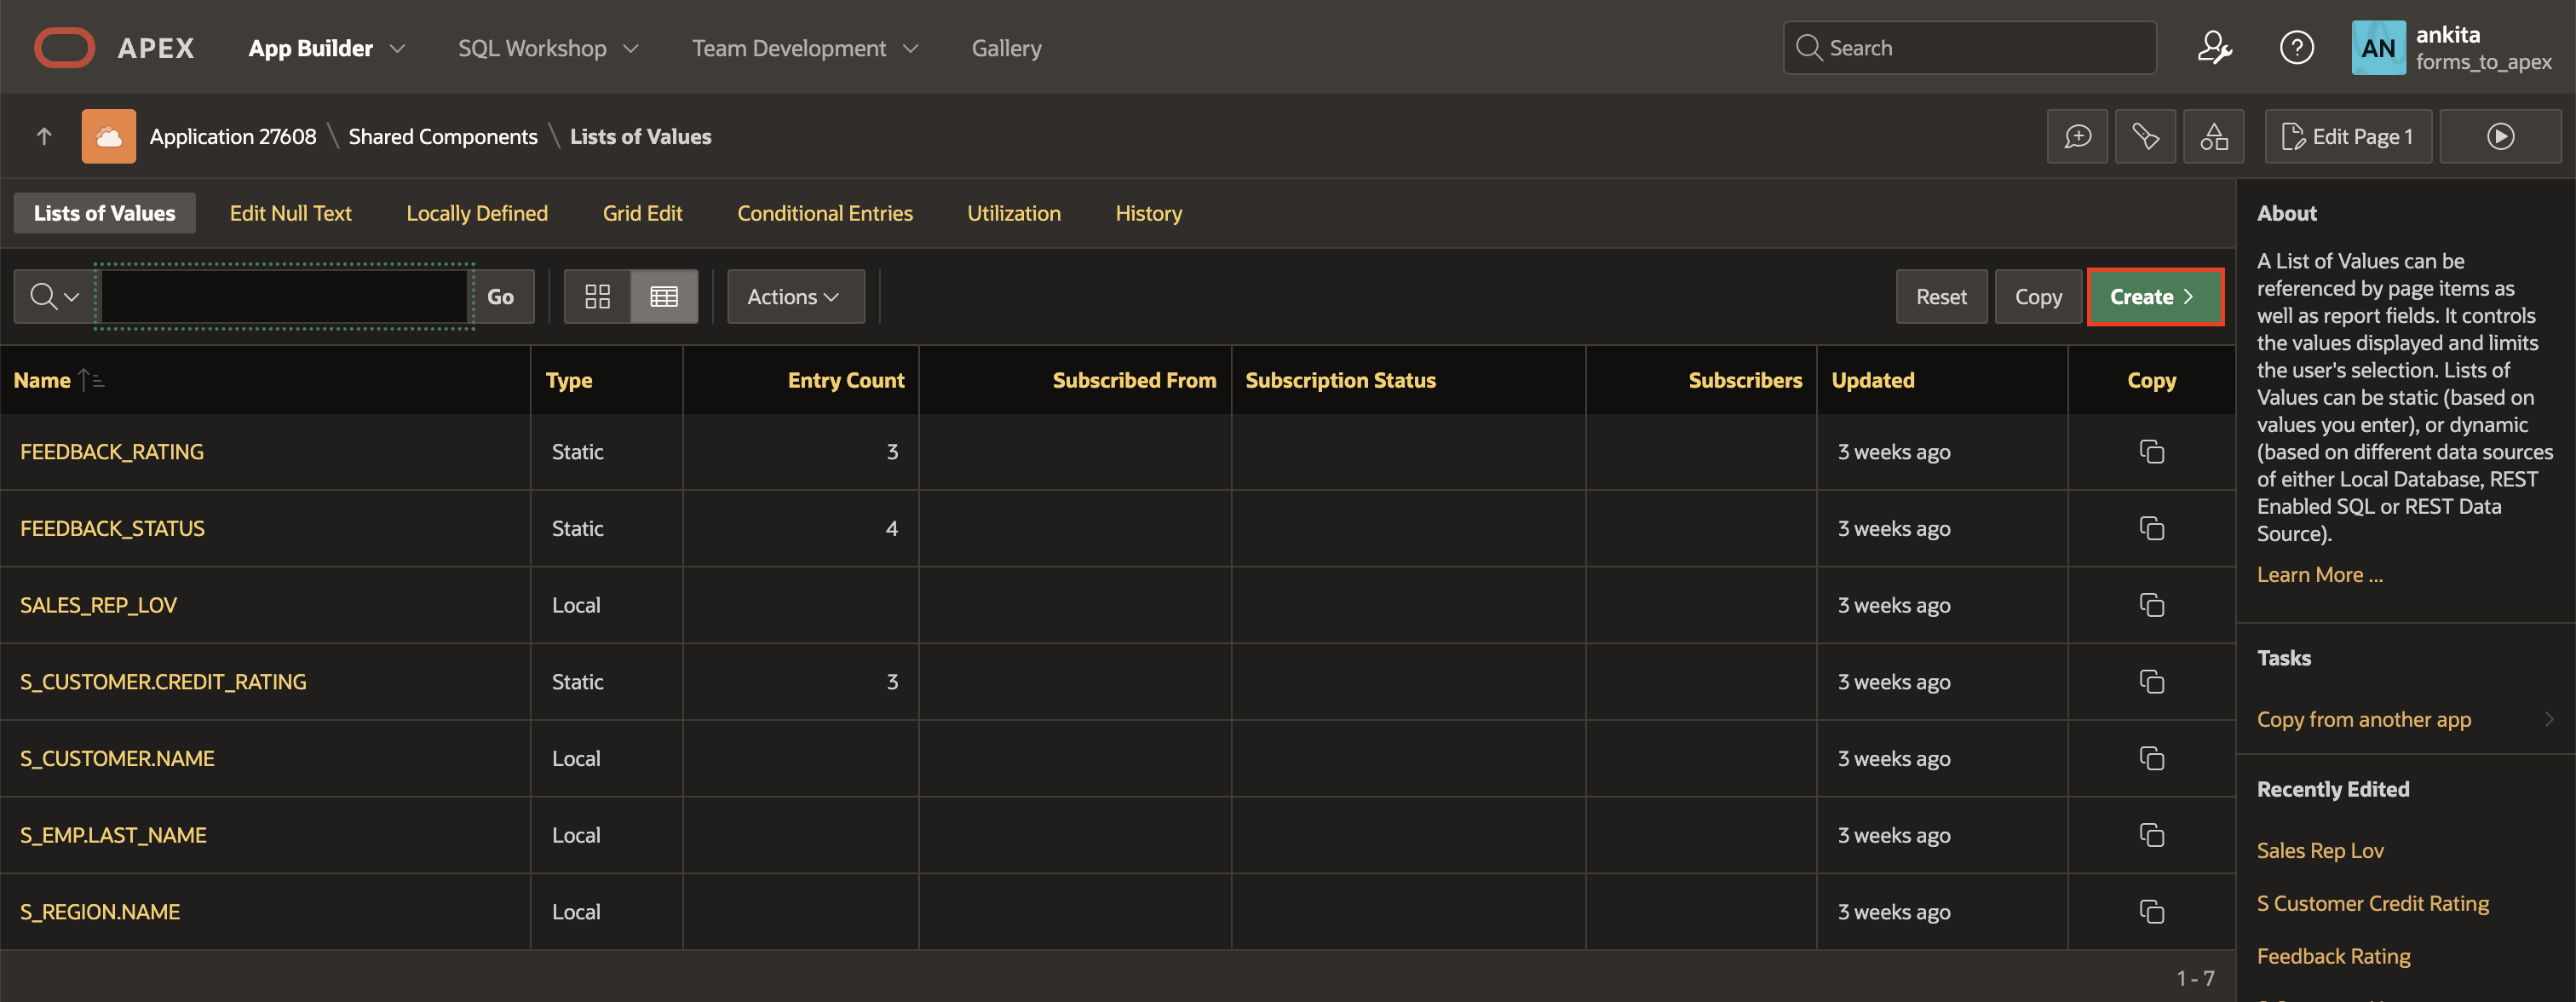 APEX App Builder SQL Workshop Team Development Gallery Search AN ankita
forms_to_apex
Application 27608 \ Shared Components \ Lists of Values Edit Page 1
Lists of Values Edit Null Text Locally Defined Grid Edit Conditional Entries Utilization History
Go Actions Reset Copy Create >
Name Type Entry Count Subscribed From Subscription Status Subscribers Updated Copy
FEEDBACK_RATING Static 3 3 weeks ago
FEEDBACK_STATUS Static 4 3 weeks ago
SALES_REP_LOV Local 3 weeks ago
S_CUSTOMER.CREDIT_RATING Static 3 3 weeks ago
S_CUSTOMER.NAME Local 3 weeks ago
S_EMP.LAST_NAME Local 3 weeks ago
S_REGION.NAME Local 3 weeks ago
1 - 7
About
A List of Values can be
referenced by page items as
well as report fields. It controls
the values displayed and limits
the user's selection. Lists of
Values can be static (based on
values you enter), or dynamic
(based on different data sources
of either Local Database, REST
Enabled SQL or REST Data
Source).
Learn More ...
Tasks
Copy from another app
Recently Edited
Sales Rep Lov
S Customer Credit Rating
Feedback Rating